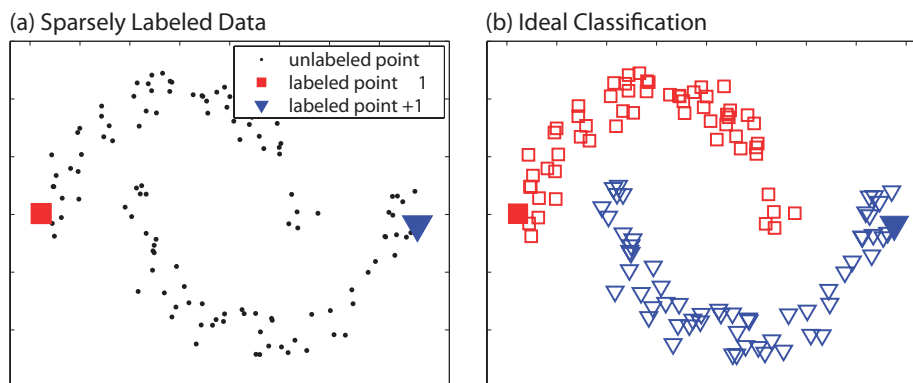 (a) Sparsely Labeled Data
unlabeled point
labeled point 1
labeled point +1
(b) Ideal Classification